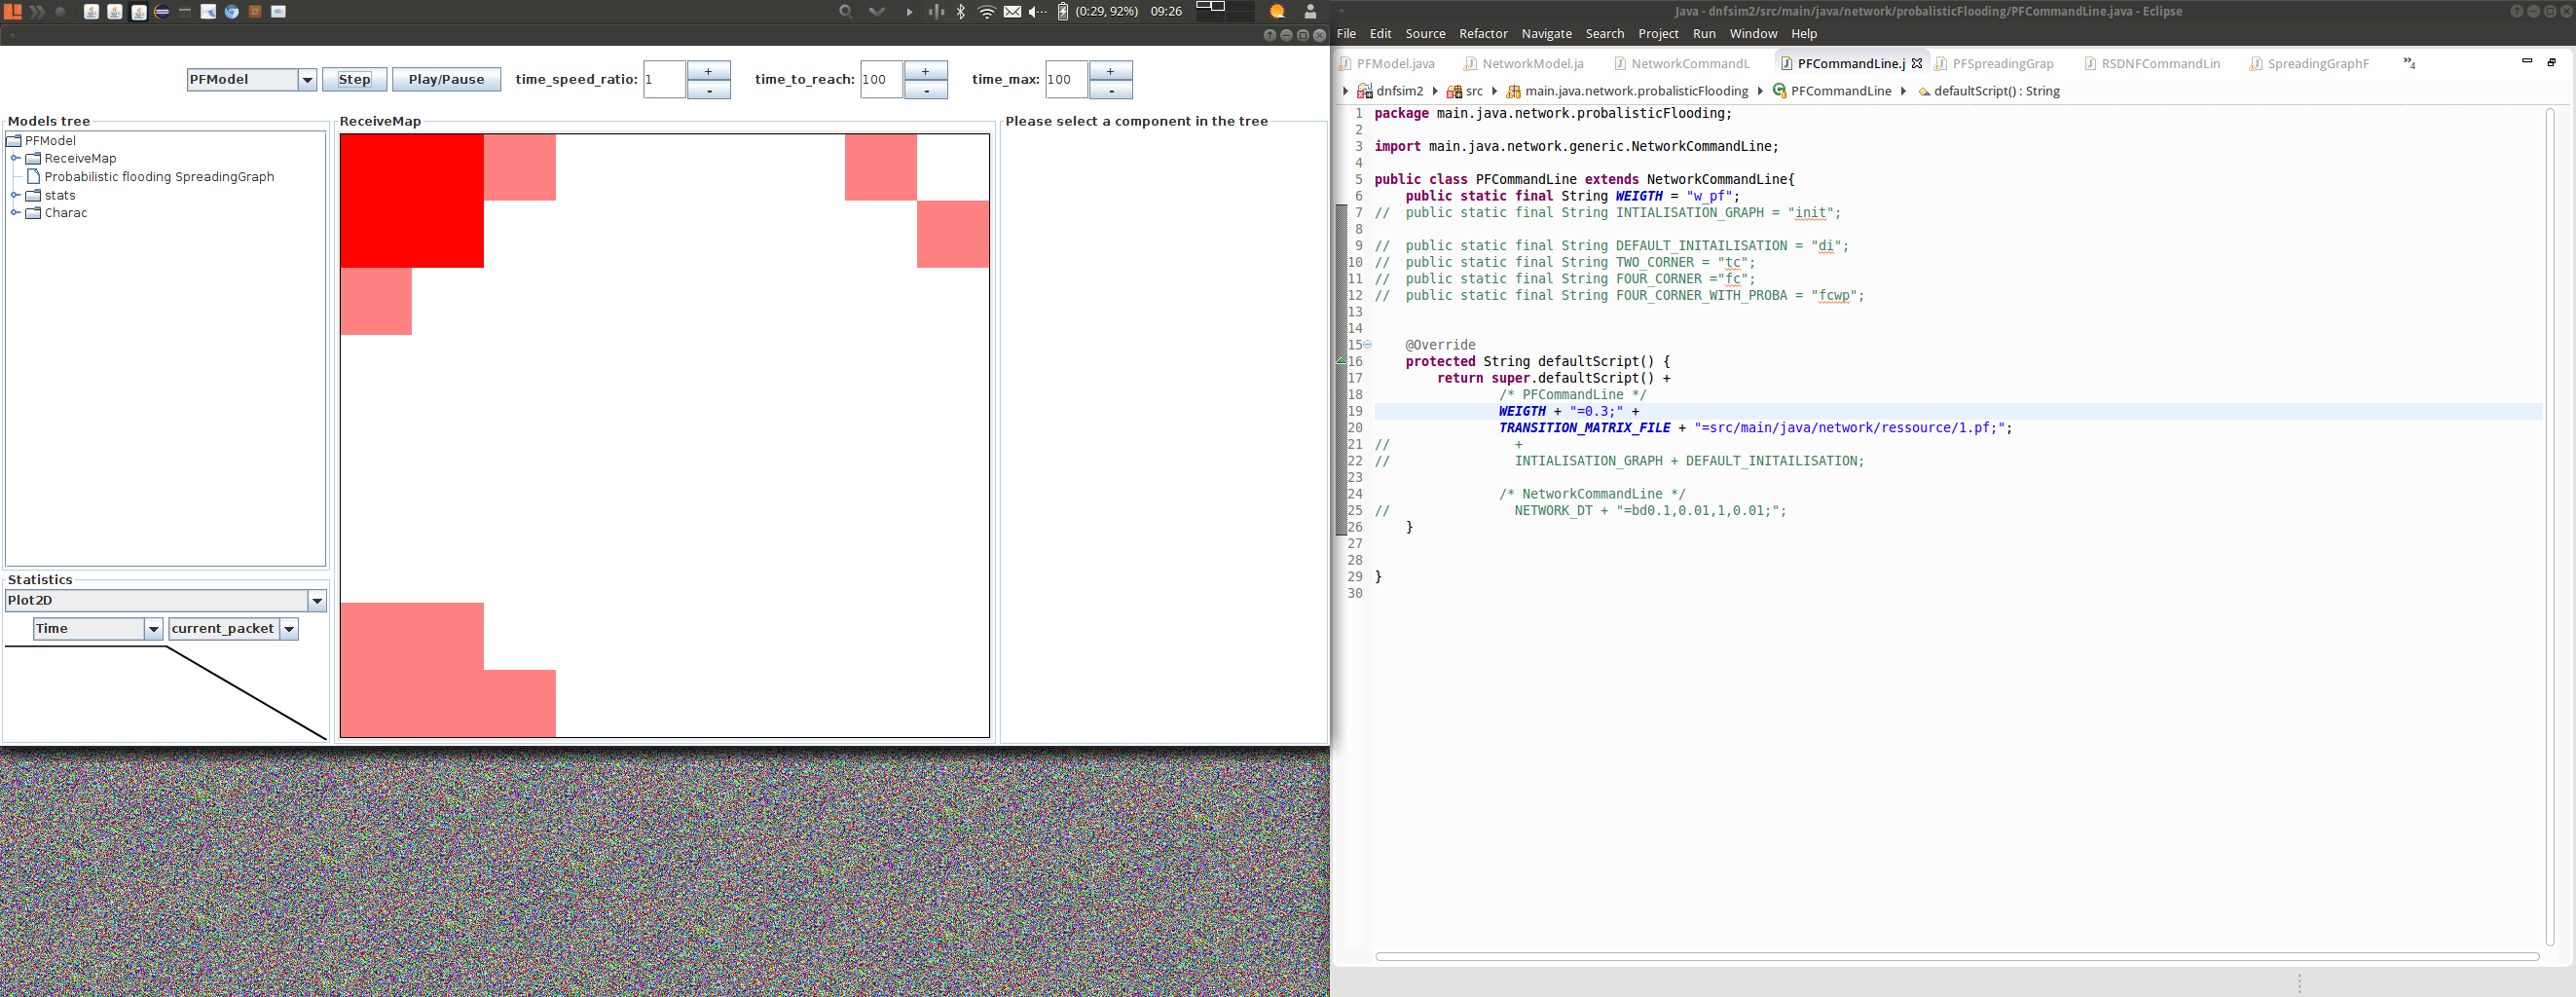 (0:29, 92%) 09:26
PFModel Step Play/Pause time_speed_ratio: 1 + - time_to_reach: 100 + - time_max: 100 + -
Models tree
PFModel
ReceiveMap
Probabilistic flooding SpreadingGraph
stats
Charac
Statistics
Plot2D
Time current_packet
ReceiveMap
Please select a component in the tree
Java - dnfsim2/src/main/java/network/probalisticFlooding/PFCommandLine.java - Eclipse
File Edit Source Refactor Navigate Search Project Run Window Help
PFModel.java NetworkModel.ja NetworkCommandL PFCommandLine.j PFSpreadingGrap RSDNFCommandLin SpreadingGraphF »4
dnfsim2 src main.java.network.probalisticFlooding PFCommandLine defaultScript() : String
1 package main.java.network.probalisticFlooding;
2
3 import main.java.network.generic.NetworkCommandLine;
4
5 public class PFCommandLine extends NetworkCommandLine{
6 public static final String WEIGTH = "w_pf";
7 // public static final String INTIALISATION_GRAPH = "init";
8
9 // public static final String DEFAULT_INITAILISATION = "di";
10 // public static final String TWO_CORNER = "tc";
11 // public static final String FOUR_CORNER ="fc";
12 // public static final String FOUR_CORNER_WITH_PROBA = "fcwp";
13
14
15 @Override
16 protected String defaultScript() {
17 return super.defaultScript() +
18 /* PFCommandLine */
19 WEIGTH + "=0.3;" +
20 TRANSITION_MATRIX_FILE + "=src/main/java/network/ressource/1.pf;";
21 // +
22 // INTIALISATION_GRAPH + DEFAULT_INITAILISATION;
23
24 /* NetworkCommandLine */
25 // NETWORK_DT + "=bd0.1,0.01,1,0.01;";
26 }
27
28
29 }
30